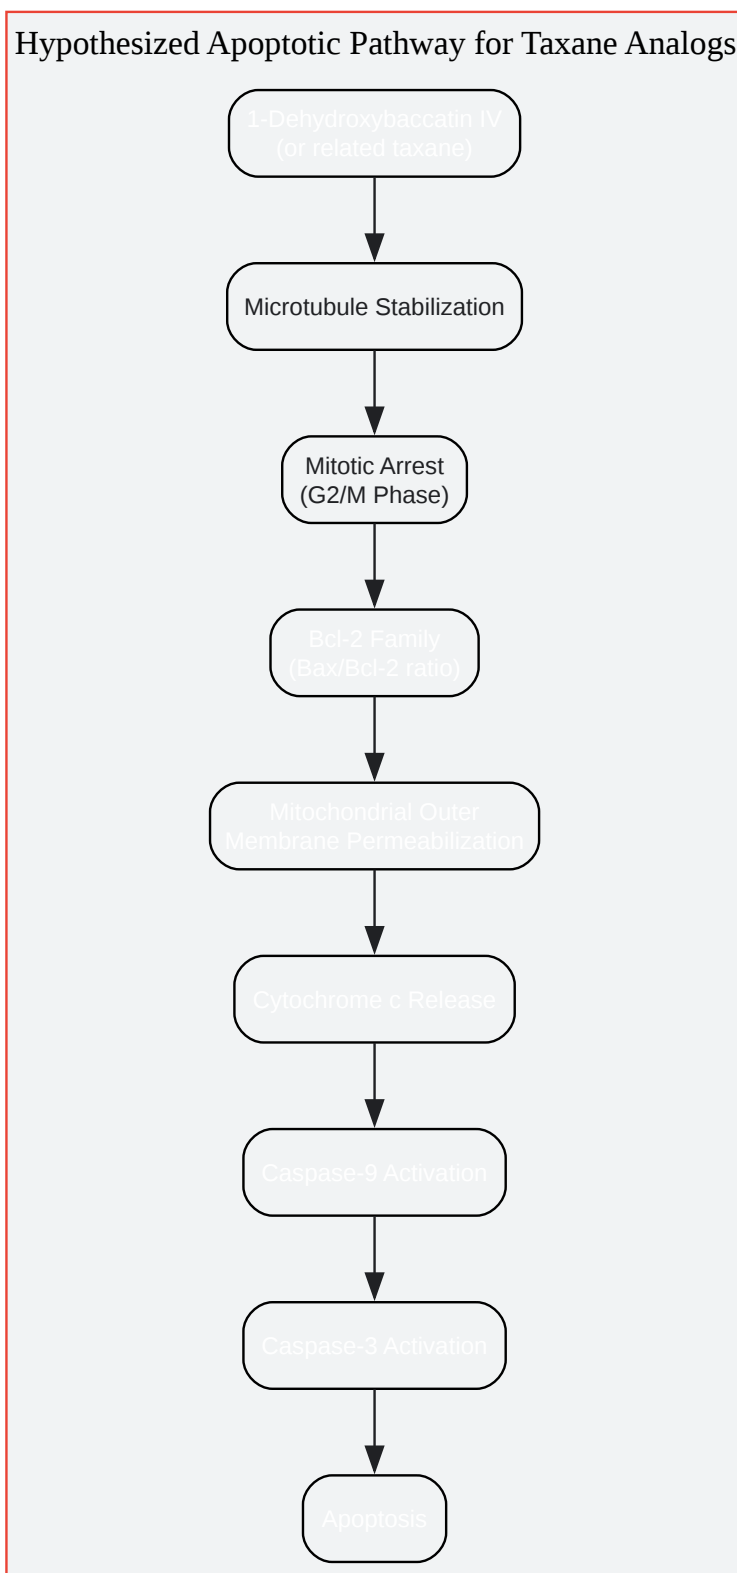 Hypothesized Apoptotic Pathway for Taxane Analogs
1-Dehydroxybaccatin IV
(or related taxane)
Microtubule Stabilization
Mitotic Arrest
(G2/M Phase)
Bcl-2 Family
(Bax/Bcl-2 ratio)
Mitochondrial Outer
Membrane Permeabilization
Cytochrome c Release
Caspase-9 Activation
Caspase-3 Activation
Apoptosis